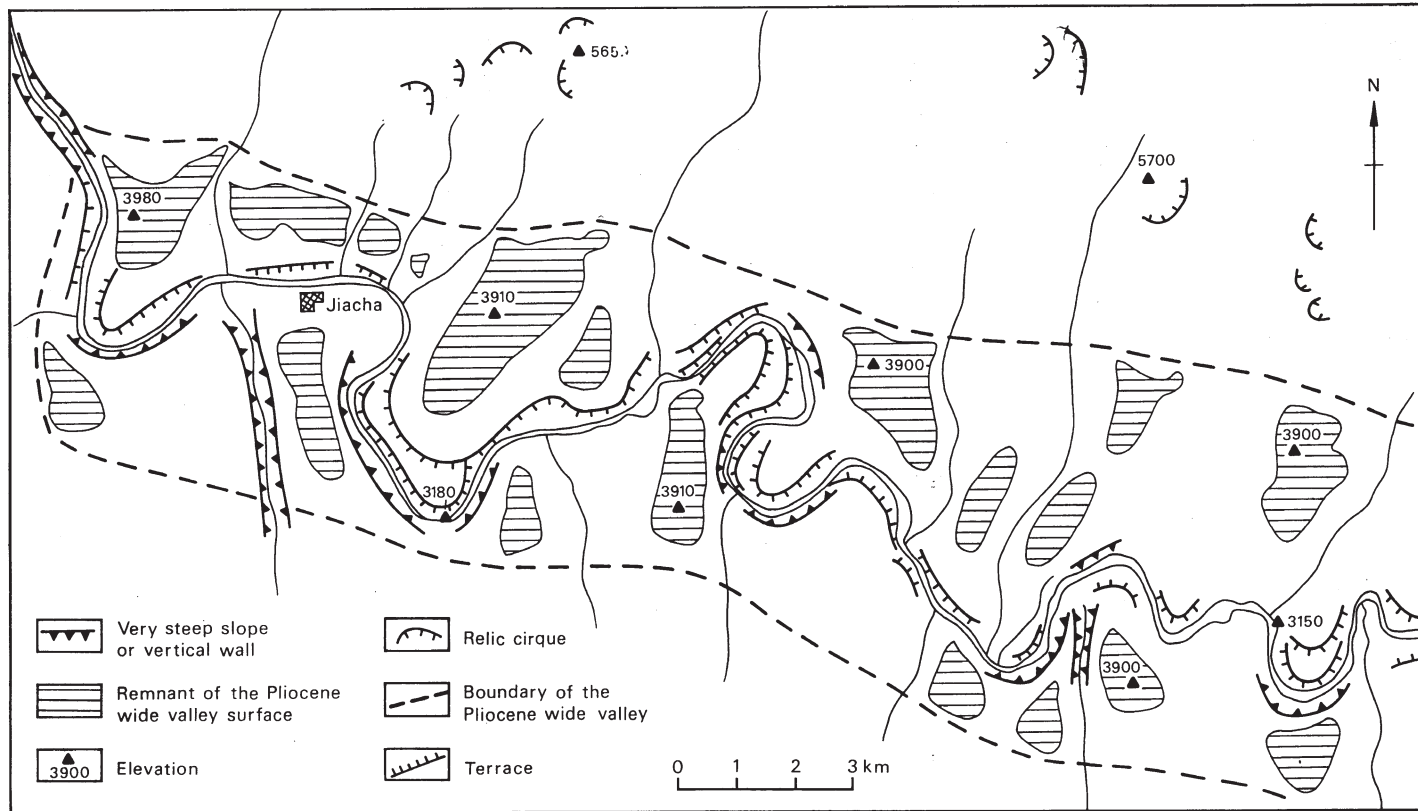 N
5700
3980
3910
Jiacha
3900
3900
3180
3910
3150
3900
Very steep slope
or vertical wall
Remnant of the Pliocene
wide valley surface
3900
Elevation
Relic cirque
Boundary of the
Pliocene wide valley
Terrace
0 1 2 3 km